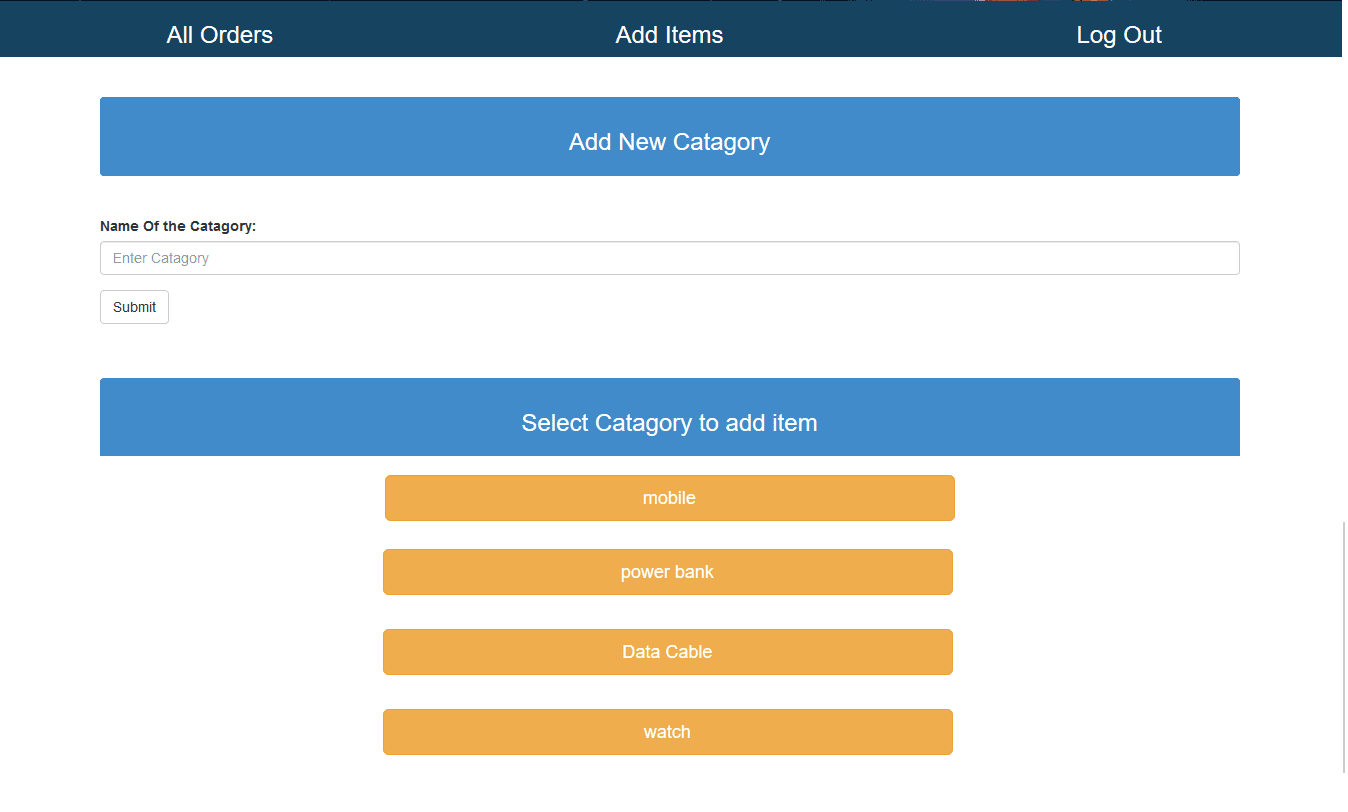 All Orders Add Items Log Out
Add New Catagory
Name Of the Catagory:
Enter Catagory
Submit
Select Catagory to add item
mobile
power bank
Data Cable
watch